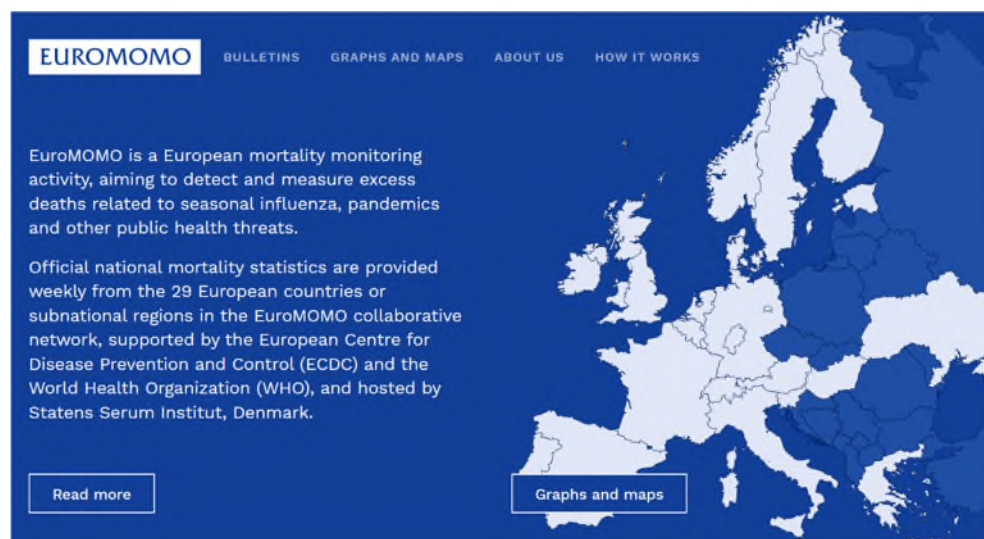 EUROMOMO BULLETINS GRAPHS AND MAPS ABOUT US HOW IT WORKS
EuroMOMO is a European mortality monitoring
activity, aiming to detect and measure excess
deaths related to seasonal influenza, pandemics
and other public health threats.
Official national mortality statistics are provided
weekly from the 29 European countries or
subnational regions in the EuroMOMO collaborative
network, supported by the European Centre for
Disease Prevention and Control (ECDC) and the
World Health Organization (WHO), and hosted by
Statens Serum Institut, Denmark.
Read more
Graphs and maps